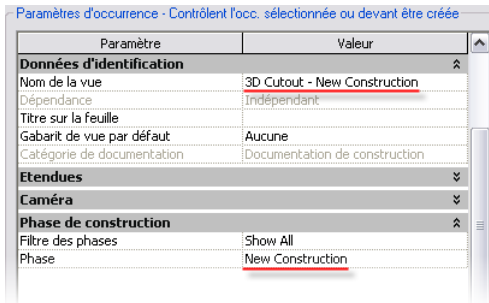 Paramètres d'occurrence - Contrôlent l'occ. sélectionnée ou devant être créée
Paramètre Valeur
Données d'identification
Nom de la vue 3D Cutout - New Construction
Dépendance Indépendant
Titre sur la feuille
Gabarit de vue par défaut Aucune
Catégorie de documentation Documentation de construction
Etendues
Caméra
Phase de construction
Filtre des phases Show All
Phase New Construction